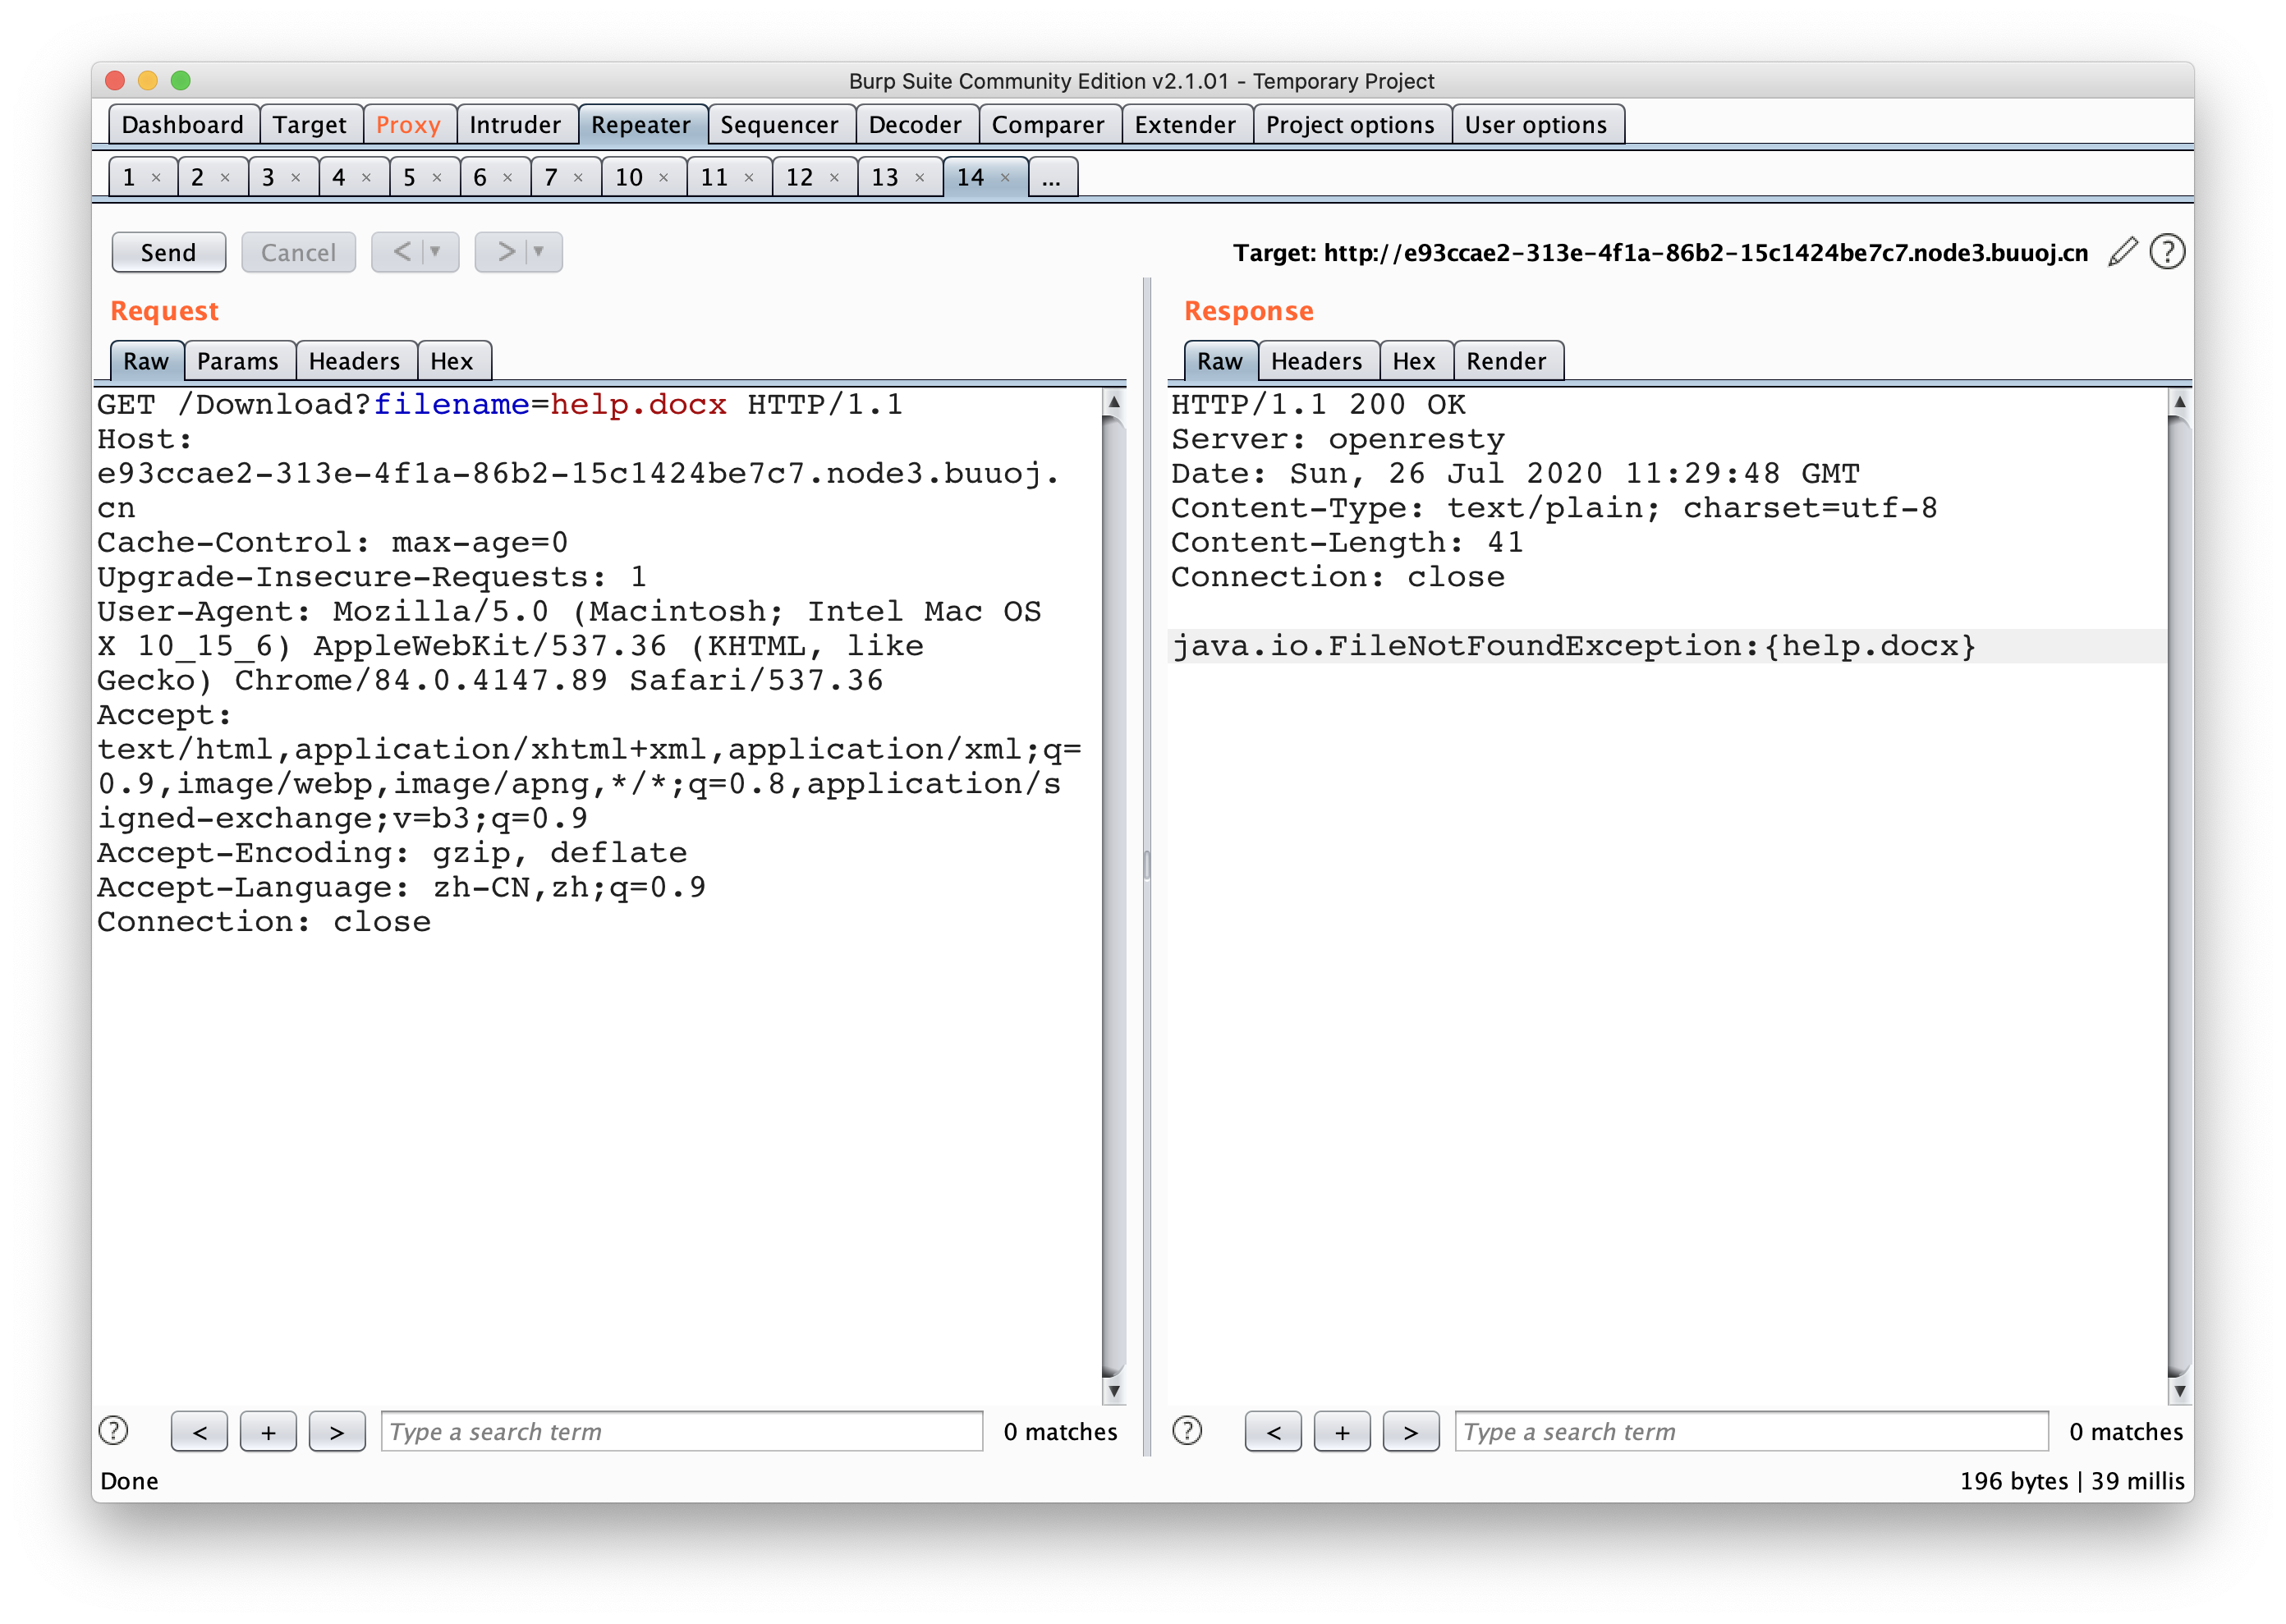 Burp Suite Community Edition v2.1.01 - Temporary Project
Dashboard Target Proxy Intruder Repeater Sequencer Decoder Comparer Extender Project options User options
1 × 2 × 3 × 4 × 5 × 6 × 7 × 10 × 11 × 12 × 13 × 14 × ...
Send Cancel < > Target: http://e93ccae2-313e-4f1a-86b2-15c1424be7c7.node3.buuoj.cn ?
Request
Raw Params Headers Hex
GET /Download?filename=help.docx HTTP/1.1
Host:
e93ccae2-313e-4f1a-86b2-15c1424be7c7.node3.buuoj.
cn
Cache-Control: max-age=0
Upgrade-Insecure-Requests: 1
User-Agent: Mozilla/5.0 (Macintosh; Intel Mac OS
X 10_15_6) AppleWebKit/537.36 (KHTML, like
Gecko) Chrome/84.0.4147.89 Safari/537.36
Accept:
text/html,application/xhtml+xml,application/xml;q=
0.9,image/webp,image/apng,*/*;q=0.8,application/s
igned-exchange;v=b3;q=0.9
Accept-Encoding: gzip, deflate
Accept-Language: zh-CN,zh;q=0.9
Connection: close
? < + > Type a search term 0 matches
Response
Raw Headers Hex Render
HTTP/1.1 200 OK
Server: openresty
Date: Sun, 26 Jul 2020 11:29:48 GMT
Content-Type: text/plain; charset=utf-8
Content-Length: 41
Connection: close
java.io.FileNotFoundException:{help.docx}
? < + > Type a search term 0 matches
Done 196 bytes | 39 millis